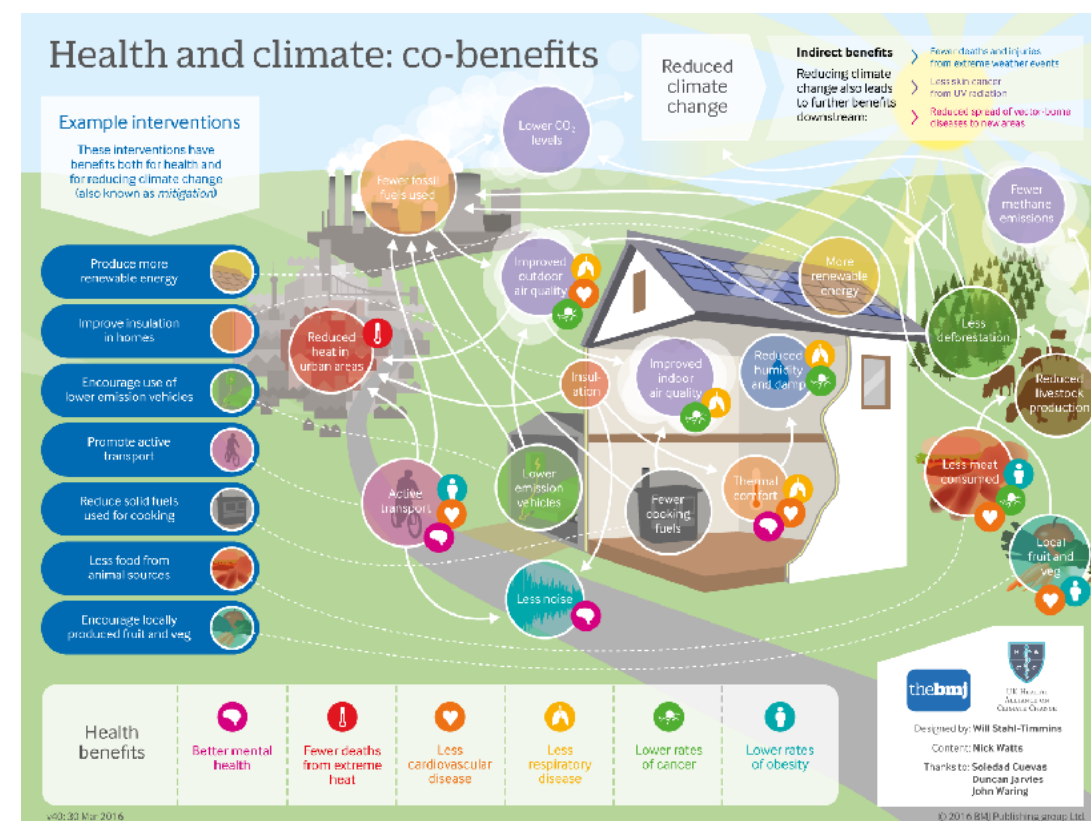 Health and climate: co-benefits
Example interventions
These interventions have
benefits both for health and
for reducing climate change
(also known as mitigation)
Produce more
renewable energy
Improve insulation
in homes
Encourage use of
lower emission vehicles
Promote active
transport
Reduce solid fuels
used for cooking
Less food from
animal sources
Encourage locally
produced fruit and veg
Reduced
climate
change
Indirect benefits
Reducing climate
change also leads
to further benefits
downstream:
Fewer deaths and injuries
from extreme weather events
Less skin cancer
from UV radiation
Reduced spread of vector-borne
diseases to new areas
Lower CO₂
levels
Fewer fossil
fuels used
Fewer
methane
emissions
Improved
outdoor
air quality
More
renewable
energy
Reduced
heat in
urban areas
Less
deforestation
Insul-
ation
Improved
indoor
air quality
Reduced
humidity
and damp
Reduced
livestock
production
Active
transport
Lower
emission
vehicles
Fewer
cooking
fuels
Thermal
comfort
Less meat
consumed
Local
fruit and
veg
Less noise
Health
benefits
Better mental
health
Fewer deaths
from extreme
heat
Less
cardiovascular
disease
Less
respiratory
disease
Lower rates
of cancer
Lower rates
of obesity
thebmj
UK Health
Alliance on
Climate Change
Designed by: Will Stahl-Timmins
Content: Nick Watts
Thanks to: Soledad Cuevas
Duncan Jarvies
John Waring
v40: 30 Mar 2016
© 2016 BMJ Publishing group Ltd.